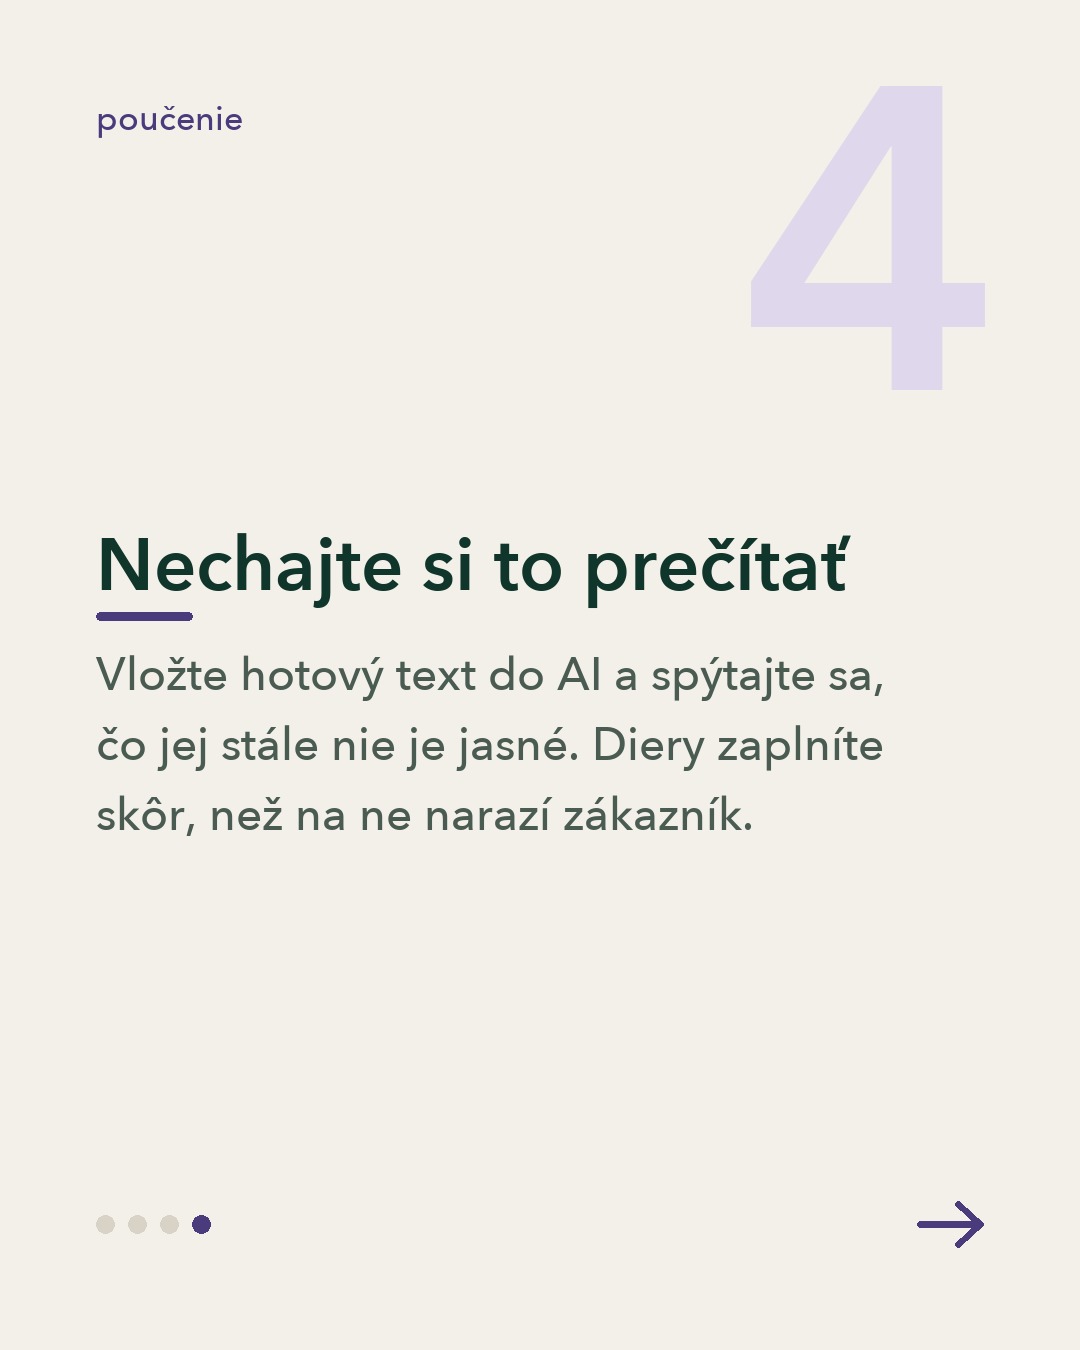 poučenie
4
Nechajte si to prečítať
Vložte hotový text do AI a spýtajte sa,
čo jej stále nie je jasné. Diery zaplníte
skôr, než na ne narazí zákazník.